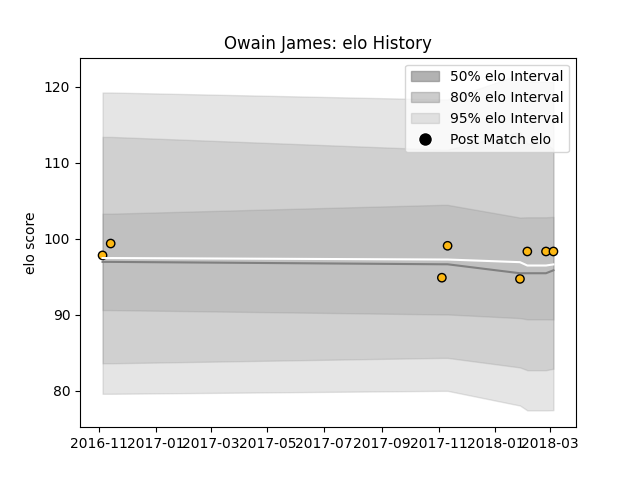 Owain James: elo History
50% elo Interval
80% elo Interval
95% elo Interval
Post Match elo
elo score
120
110
100
90
80
2016-11 2017-01 2017-03 2017-05 2017-07 2017-09 2017-11 2018-01 2018-03